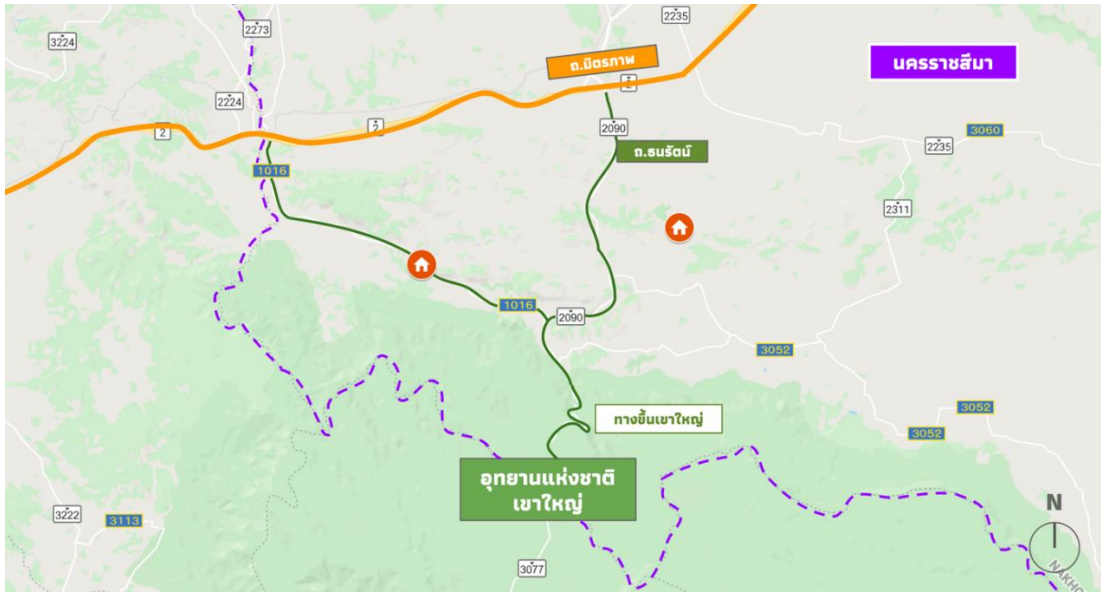 2235
3224
2273
นครราชสีมา
ถ.มิตรภาพ
2
2224
2
2
2090
3060
2235
ถ.ธนรัตน์
1016
2311
1016
2090
3052
3052
ทางขึ้นเขาใหญ่
3052
อุทยานแห่งชาติ
เขาใหญ่
N
3222
3113
3077
NAKHO